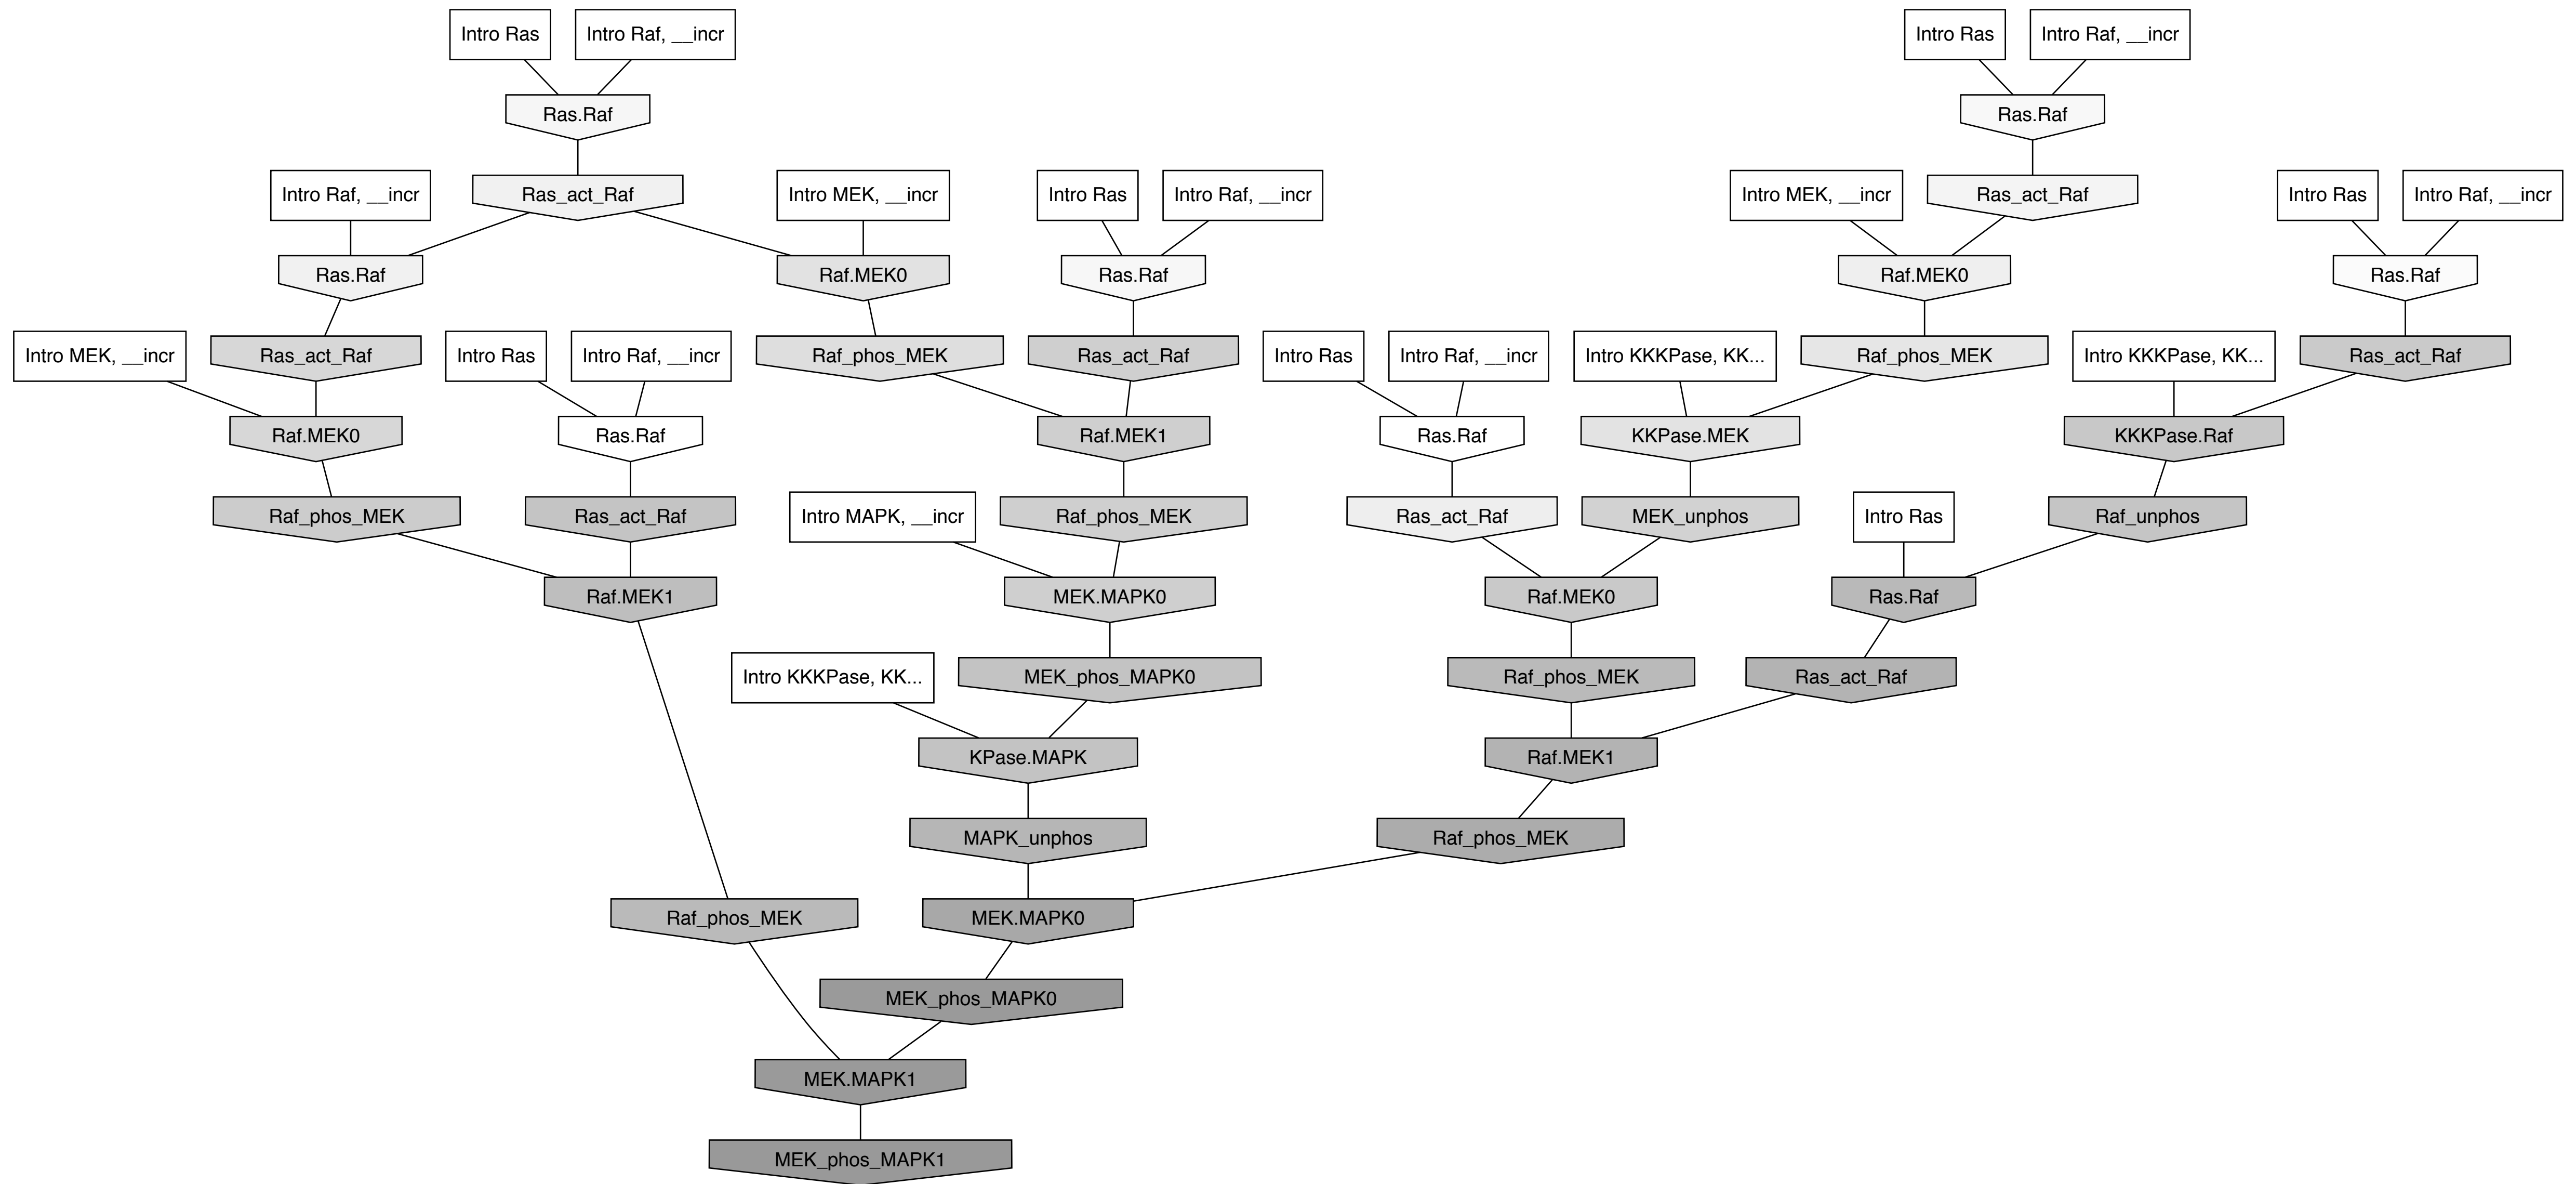 Intro Ras
Intro Raf, __incr
Intro Ras
Intro Raf, __incr
Ras.Raf
Ras.Raf
Intro Raf, __incr
Ras_act_Raf
Intro MEK, __incr
Intro Ras
Intro Raf, __incr
Intro MEK, __incr
Ras_act_Raf
Intro Ras
Intro Raf, __incr
Ras.Raf
Raf.MEK0
Ras.Raf
Raf.MEK0
Ras.Raf
Intro MEK, __incr
Ras_act_Raf
Intro Ras
Intro Raf, __incr
Raf_phos_MEK
Ras_act_Raf
Intro Ras
Intro Raf, __incr
Intro KKKPase, KK...
Raf_phos_MEK
Intro KKKPase, KK...
Ras_act_Raf
Raf.MEK0
Ras.Raf
Raf.MEK1
Ras.Raf
KKPase.MEK
KKKPase.Raf
Raf_phos_MEK
Ras_act_Raf
Intro MAPK, __incr
Raf_phos_MEK
Ras_act_Raf
MEK_unphos
Intro Ras
Raf_unphos
Raf.MEK1
MEK.MAPK0
Raf.MEK0
Ras.Raf
Intro KKKPase, KK...
MEK_phos_MAPK0
Raf_phos_MEK
Ras_act_Raf
KPase.MAPK
Raf.MEK1
MAPK_unphos
Raf_phos_MEK
Raf_phos_MEK
MEK.MAPK0
MEK_phos_MAPK0
MEK.MAPK1
MEK_phos_MAPK1